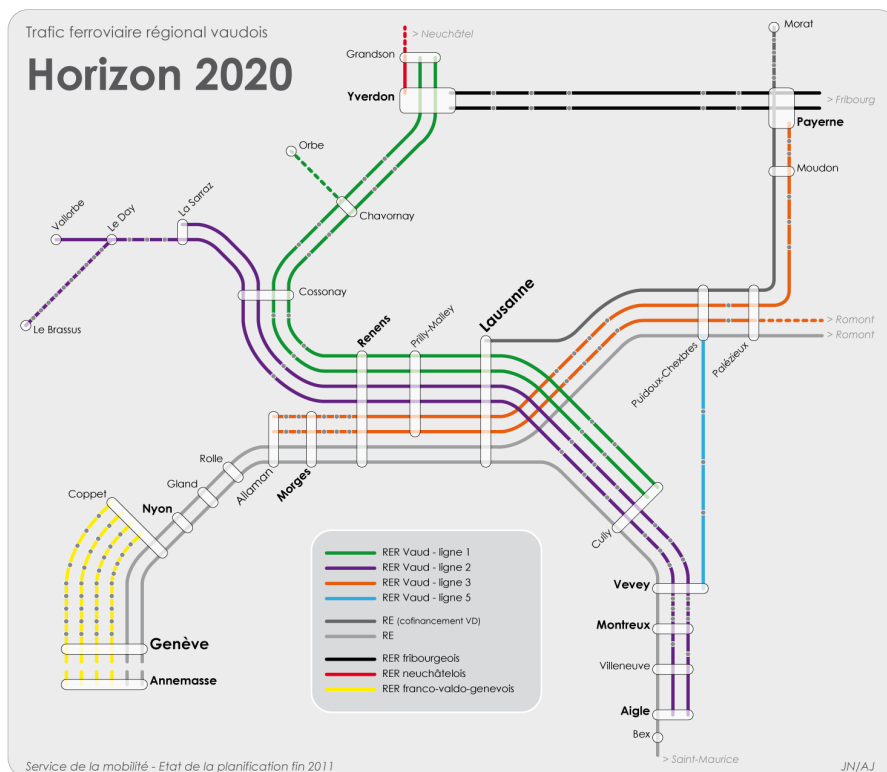 Trafic ferroviaire régional vaudois
Horizon 2020
> Neuchâtel
Grandson
Yverdon
Morat
> Fribourg
Payerne
Moudon
Orbe
Chavornay
La Sarraz
Le Day
Vallorbe
Le Brassus
Cossonay
Renens
Prilly-Malley
Lausanne
> Romont
> Romont
Puidoux-Chexbres
Palézieux
Rolle
Allaman
Morges
Gland
Nyon
Coppet
Cully
Genève
Annemasse
Vevey
Montreux
Villeneuve
Aigle
Bex
> Saint-Maurice
RER Vaud - ligne 1
RER Vaud - ligne 2
RER Vaud - ligne 3
RER Vaud - ligne 5
RE (cofinancement VD)
RE
RER fribourgeois
RER neuchâtelois
RER franco-valdo-genevois
Service de la mobilité - Etat de la planification fin 2011
JN/AJ